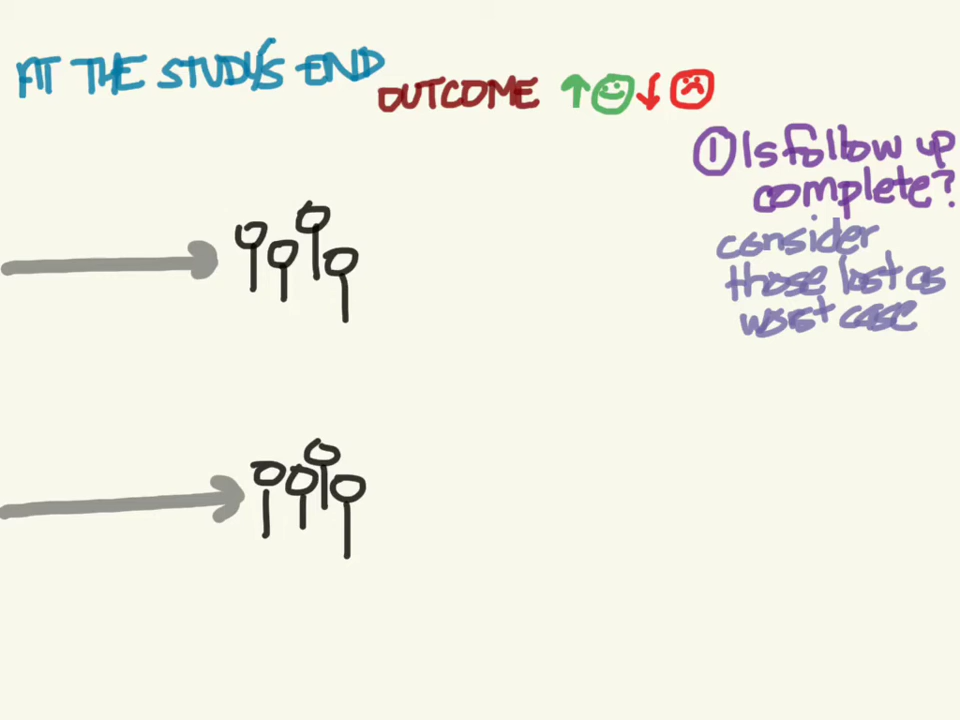 AT THE STUDY'S END
OUTCOME ↑ ↓
① Is follow up
complete?
consider
those lost as
worst case